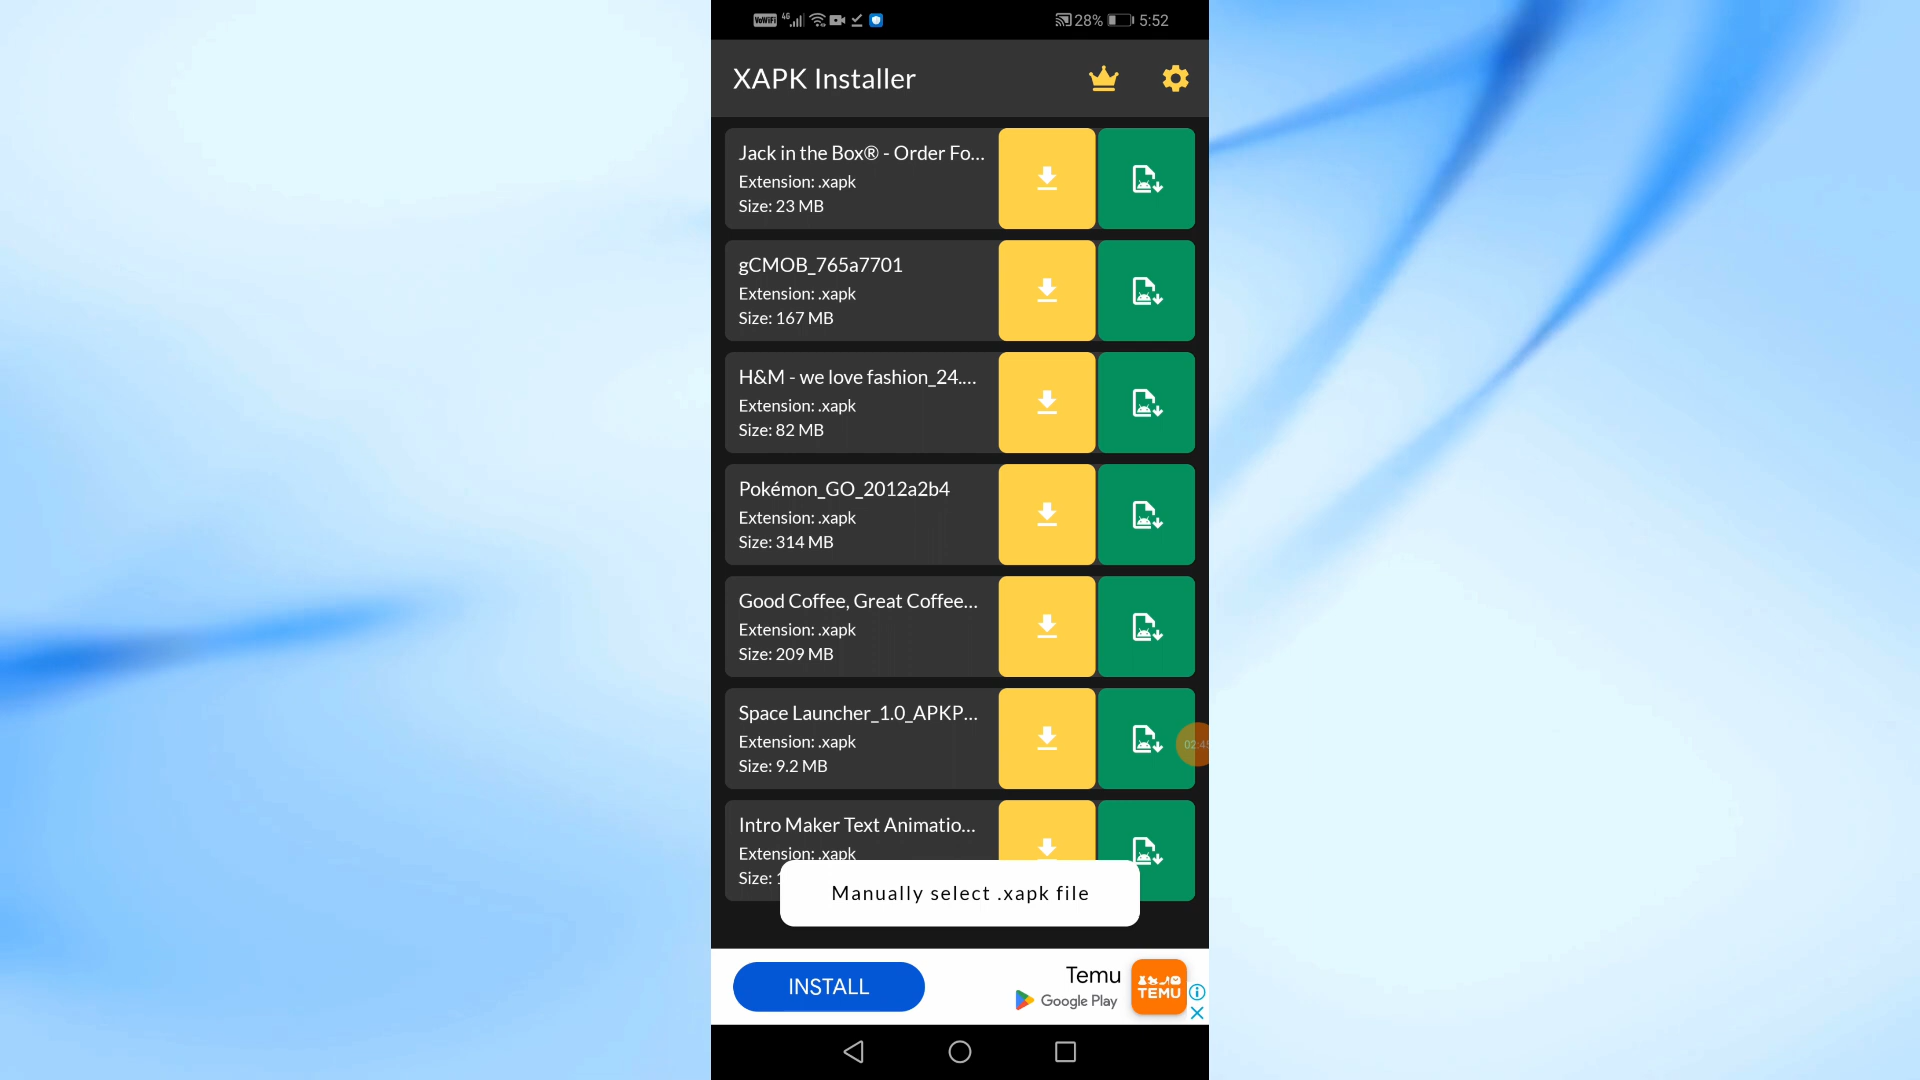 VoWiFi 4G 28% 5:52
XAPK Installer
Jack in the Box® - Order Fo...
Extension: .xapk
Size: 23 MB
gCMOB_765a7701
Extension: .xapk
Size: 167 MB
H&M - we love fashion_24....
Extension: .xapk
Size: 82 MB
Pokémon_GO_2012a2b4
Extension: .xapk
Size: 314 MB
Good Coffee, Great Coffee...
Extension: .xapk
Size: 209 MB
Space Launcher_1.0_APKP...
Extension: .xapk
Size: 9.2 MB
Intro Maker Text Animatio...
Extension: .xapk
Size:
Manually select .xapk file
INSTALL
Temu
Google Play
TEMU